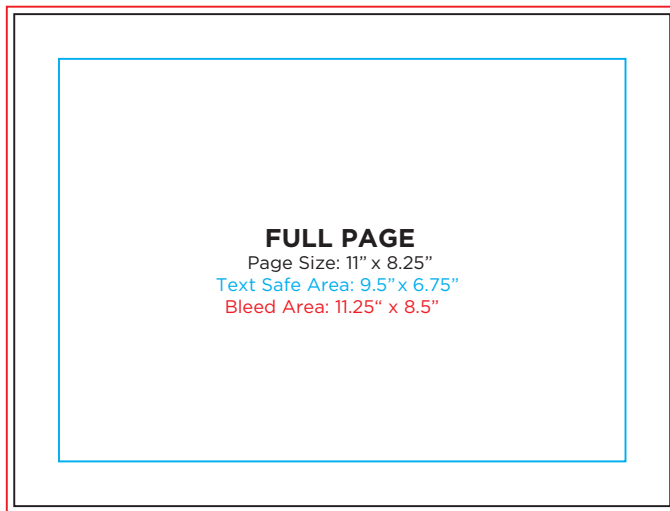 FULL PAGE
Page Size: 11” x 8.25”
Text Safe Area: 9.5” x 6.75”
Bleed Area: 11.25“ x 8.5”